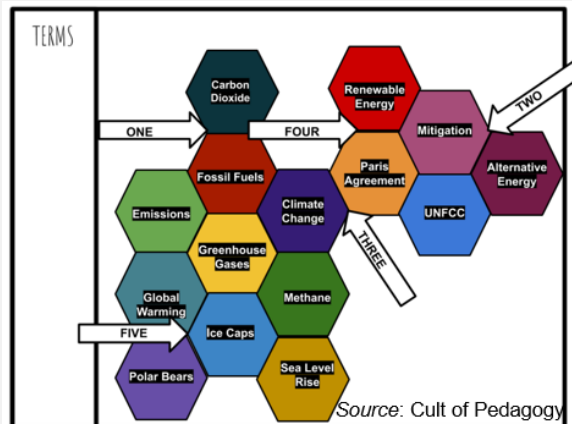 TERMS
Carbon
Dioxide
Renewable
Energy
TWO
ONE
FOUR
Mitigation
Fossil Fuels
Paris
Agreement
Alternative
Energy
Emissions
Climate
Change
UNFCC
Greenhouse
Gases
THREE
Global
Warming
Methane
FIVE
Ice Caps
Polar Bears
Sea Level
Rise
Source: Cult of Pedagogy